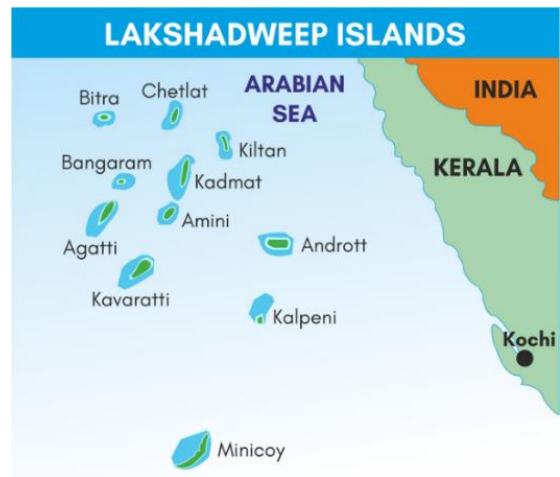 LAKSHADWEEP ISLANDS
ARABIAN
SEA
INDIA
KERALA
Bitra
Chetlat
Kiltan
Bangaram
Kadmat
Amini
Agatti
Andrott
Kavaratti
Kalpeni
Kochi
Minicoy